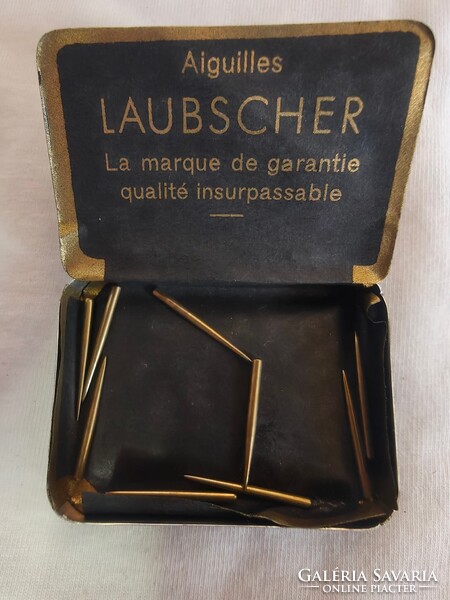 Aiguilles
LAUBSCHER
La marque de garantie
qualité insurpassable
GALÉRIA SAVARIA
ONLINE PIACTÉR